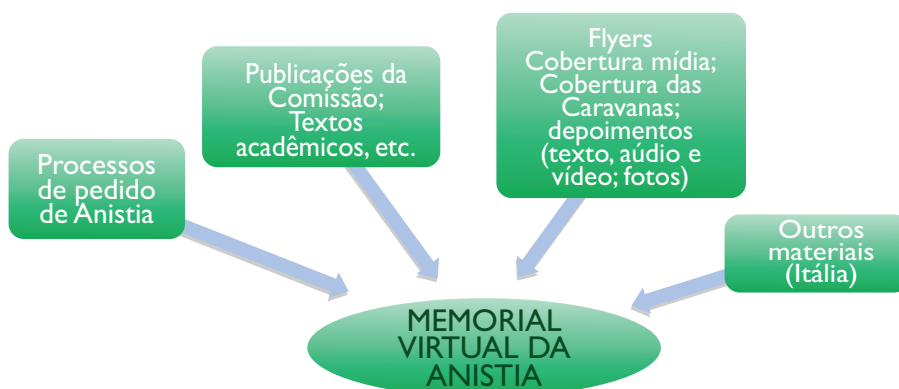 Processos
de pedido
de Anistia
Publicações da
Comissão;
Textos
acadêmicos, etc.
Flyers
Cobertura mídia;
Cobertura das
Caravanas;
depoimentos
(texto, aúdio e
vídeo; fotos)
Outros
materiais
(Itália)
MEMORIAL
VIRTUAL DA
ANISTIA